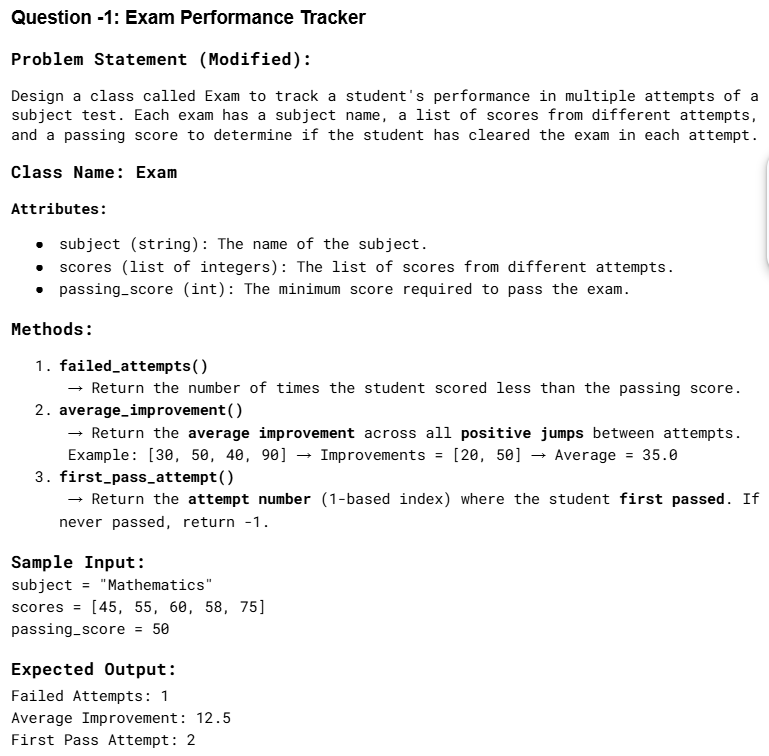 Question -1: Exam Performance Tracker
Problem Statement (Modified):
Design a class called Exam to track a student's performance in multiple attempts of a
subject test. Each exam has a subject name, a list of scores from different attempts,
and a passing score to determine if the student has cleared the exam in each attempt.
Class Name: Exam
Attributes:
● subject (string): The name of the subject.
● scores (list of integers): The list of scores from different attempts.
● passing_score (int): The minimum score required to pass the exam.
Methods:
1. failed_attempts()
→ Return the number of times the student scored less than the passing score.
2. average_improvement()
→ Return the average improvement across all positive jumps between attempts.
Example: [30, 50, 40, 90] → Improvements = [20, 50] → Average = 35.0
3. first_pass_attempt()
→ Return the attempt number (1-based index) where the student first passed. If
never passed, return -1.
Sample Input:
subject = "Mathematics"
scores = [45, 55, 60, 58, 75]
passing_score = 50
Expected Output:
Failed Attempts: 1
Average Improvement: 12.5
First Pass Attempt: 2